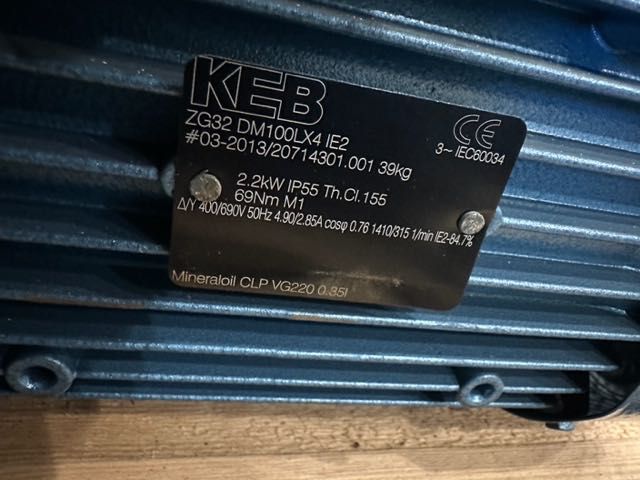 KEB
ZG32 DM100LX4 IE2
#03-2013/20714301.001 39kg
CE
3~ IEC60034
2.2kW IP55 Th.Cl.155
69Nm M1
Δ/Y 400/690V 50Hz 4.90/2.85A cosφ 0.76 1410/315 1/min IE2-84.7%
Mineraloil CLP VG220 0.35l